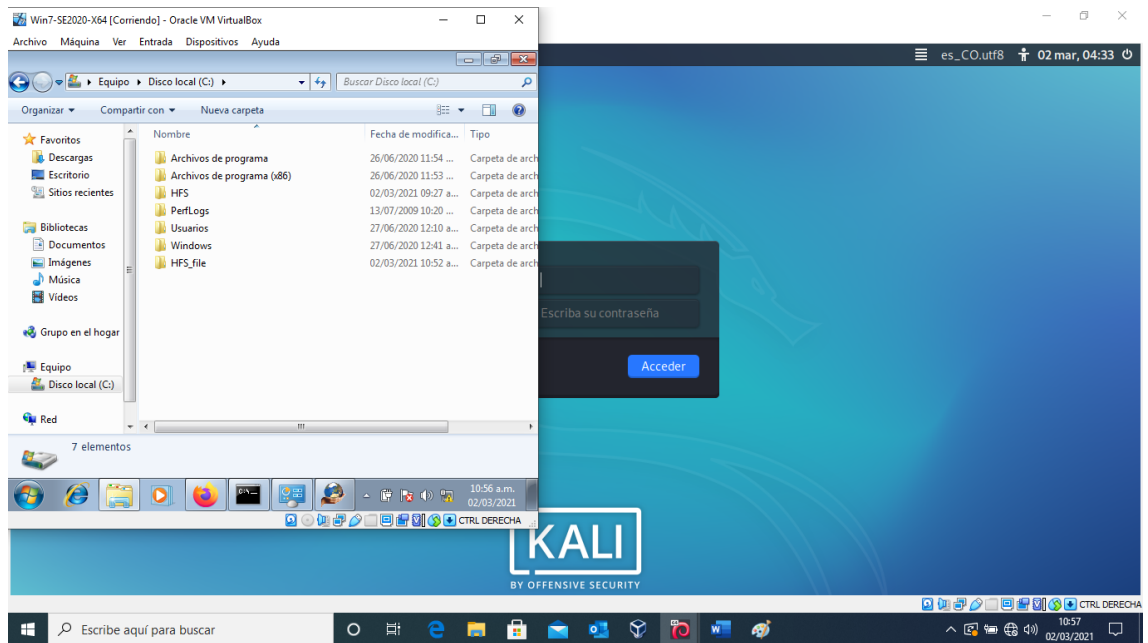 Win7-SE2020-X64 [Corriendo] - Oracle VM VirtualBox
Archivo Máquina Ver Entrada Dispositivos Ayuda
es_CO.utf8 02 mar, 04:33
Equipo Disco local (C:) Buscar Disco local (C:)
Organizar Compartir con Nueva carpeta
Favoritos
Descargas
Escritorio
Sitios recientes
Bibliotecas
Documentos
Imágenes
Música
Vídeos
Grupo en el hogar
Equipo
Disco local (C:)
Red
Nombre Fecha de modifica... Tipo
Archivos de programa 26/06/2020 11:54 ... Carpeta de arch
Archivos de programa (x86) 26/06/2020 11:53 ... Carpeta de arch
HFS 02/03/2021 09:27 a... Carpeta de arch
PerfLogs 13/07/2009 10:20 ... Carpeta de arch
Usuarios 27/06/2020 12:10 a... Carpeta de arch
Windows 27/06/2020 12:41 a... Carpeta de arch
HFS_file 02/03/2021 10:52 a... Carpeta de arch
7 elementos
10:56 a.m.
02/03/2021
CTRL DERECHA
Escriba su contraseña
Acceder
KALI
BY OFFENSIVE SECURITY
CTRL DERECHA
Escribe aquí para buscar
10:57
02/03/2021